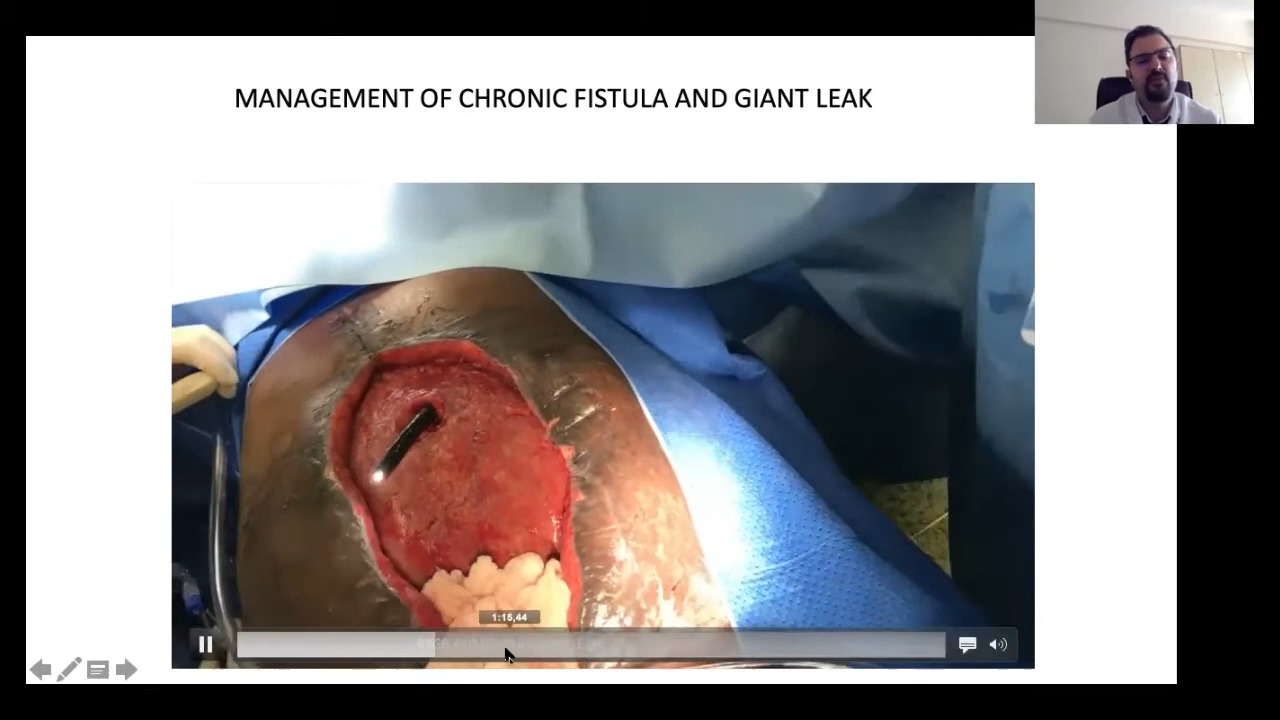 MANAGEMENT OF CHRONIC FISTULA AND GIANT LEAK
1:15,44